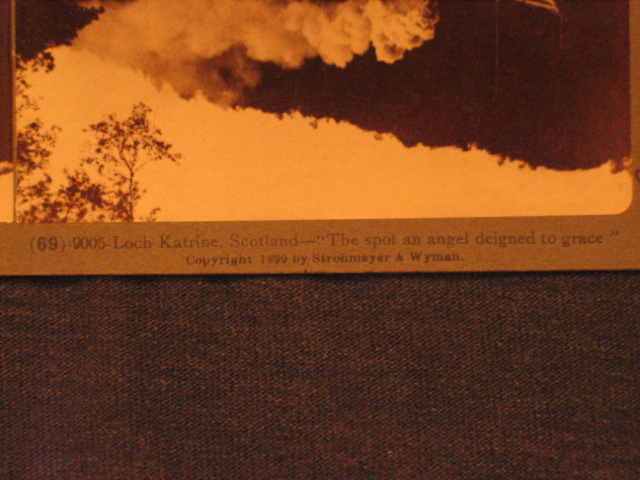 (69)-9005-Loch Katrine, Scotland—"The spot an angel deigned to grace"
Copyright 1899 by Strohmeyer & Wyman.